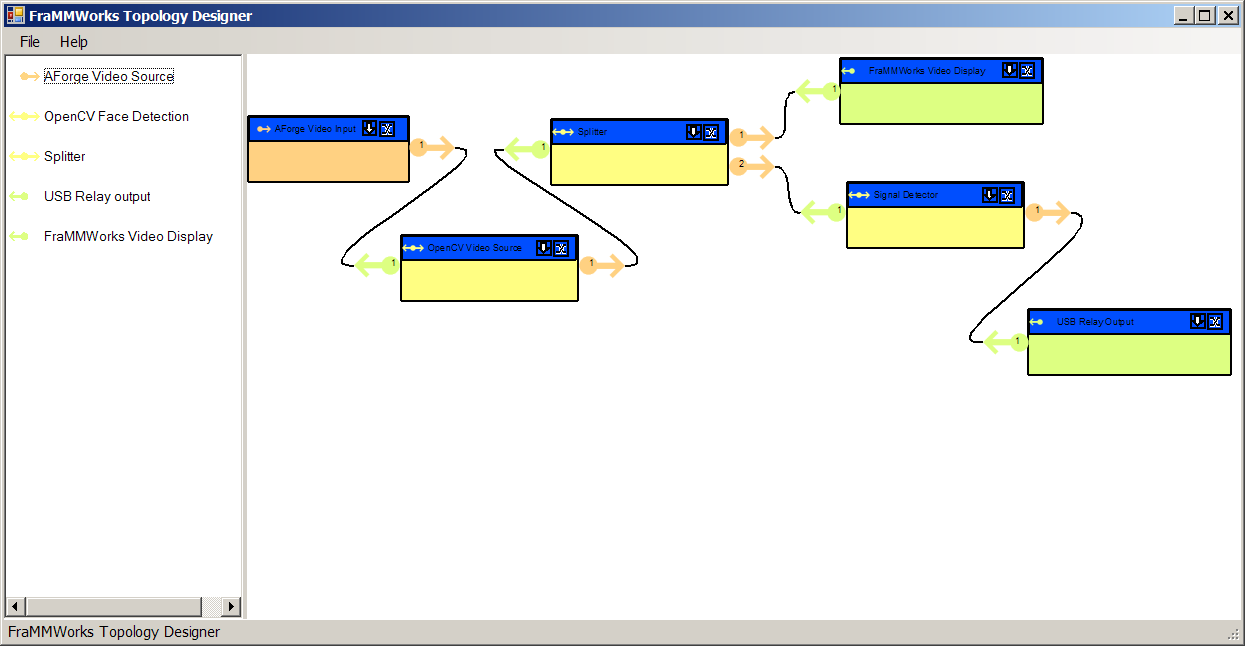 FraMMWorks Topology Designer
File Help
AForge Video Source
OpenCV Face Detection
Splitter
USB Relay output
FraMMWorks Video Display
AForge Video Input
1
1
OpenCV Video Source
1
1
Splitter
1
2
1
FraMMWorks Video Display
1
Signal Detector
1
1
USB Relay Output
FraMMWorks Topology Designer